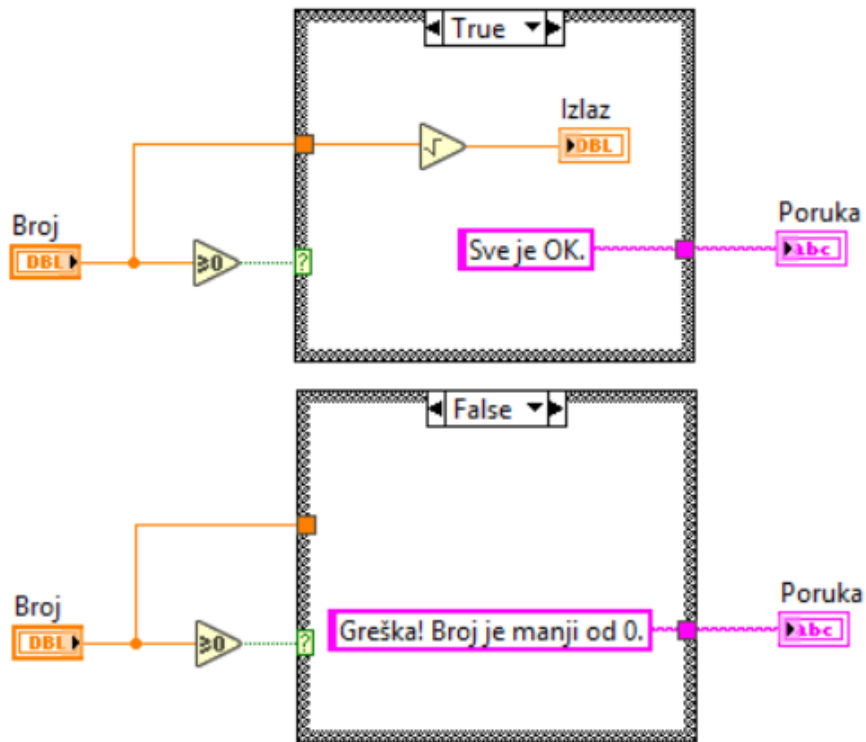 True
Izlaz
√
DBL
Broj
Poruka
DBL
≥0
?
Sve je OK.
abc
False
Broj
Poruka
DBL
≥0
?
Greška! Broj je manji od 0.
abc